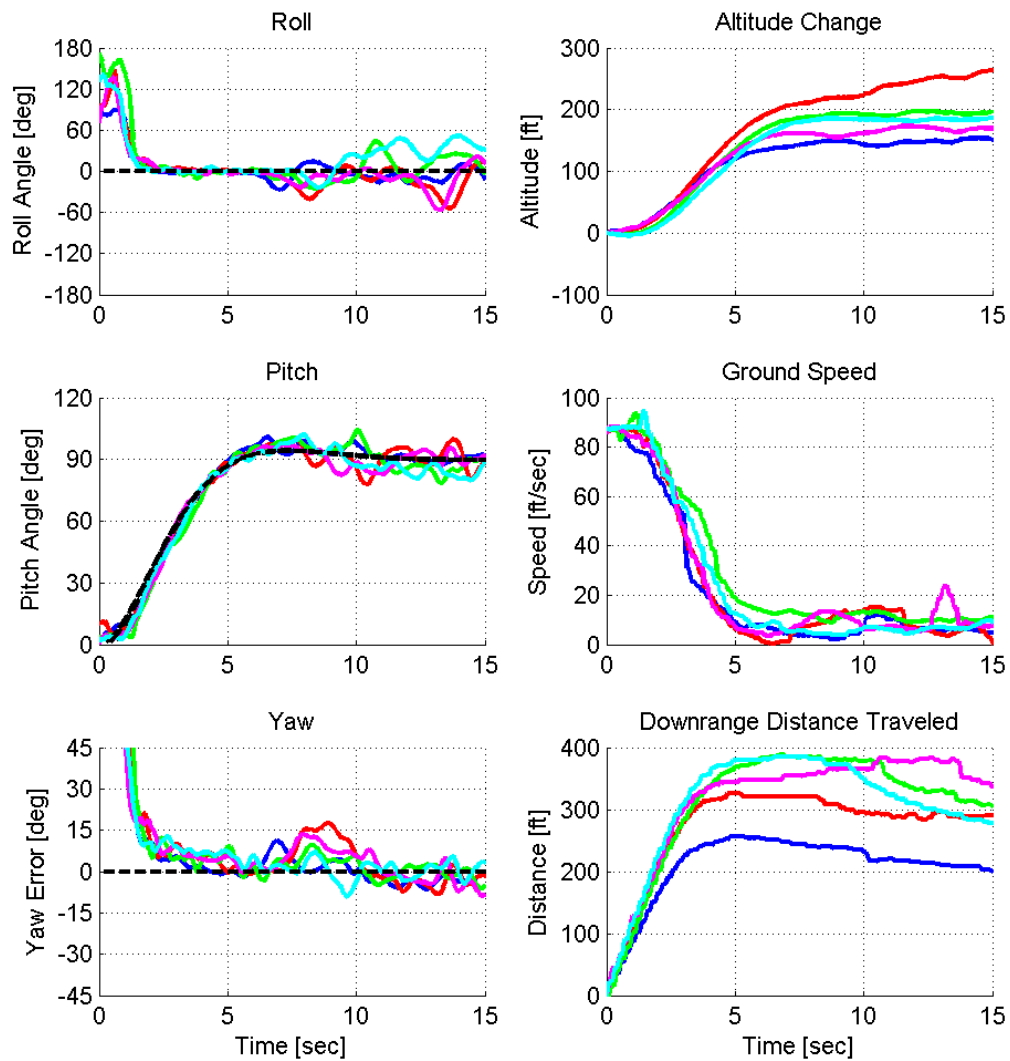 Roll
180
120
60
0
-60
-120
-180
Roll Angle [deg]
0 5 10 15
Altitude Change
300
200
100
0
-100
Altitude [ft]
0 5 10 15
Pitch
120
90
60
30
0
Pitch Angle [deg]
0 5 10 15
Ground Speed
100
80
60
40
20
0
Speed [ft/sec]
0 5 10 15
Yaw
45
30
15
0
-15
-30
-45
Yaw Error [deg]
0 5 10 15
Time [sec]
Downrange Distance Traveled
400
300
200
100
0
Distance [ft]
0 5 10 15
Time [sec]